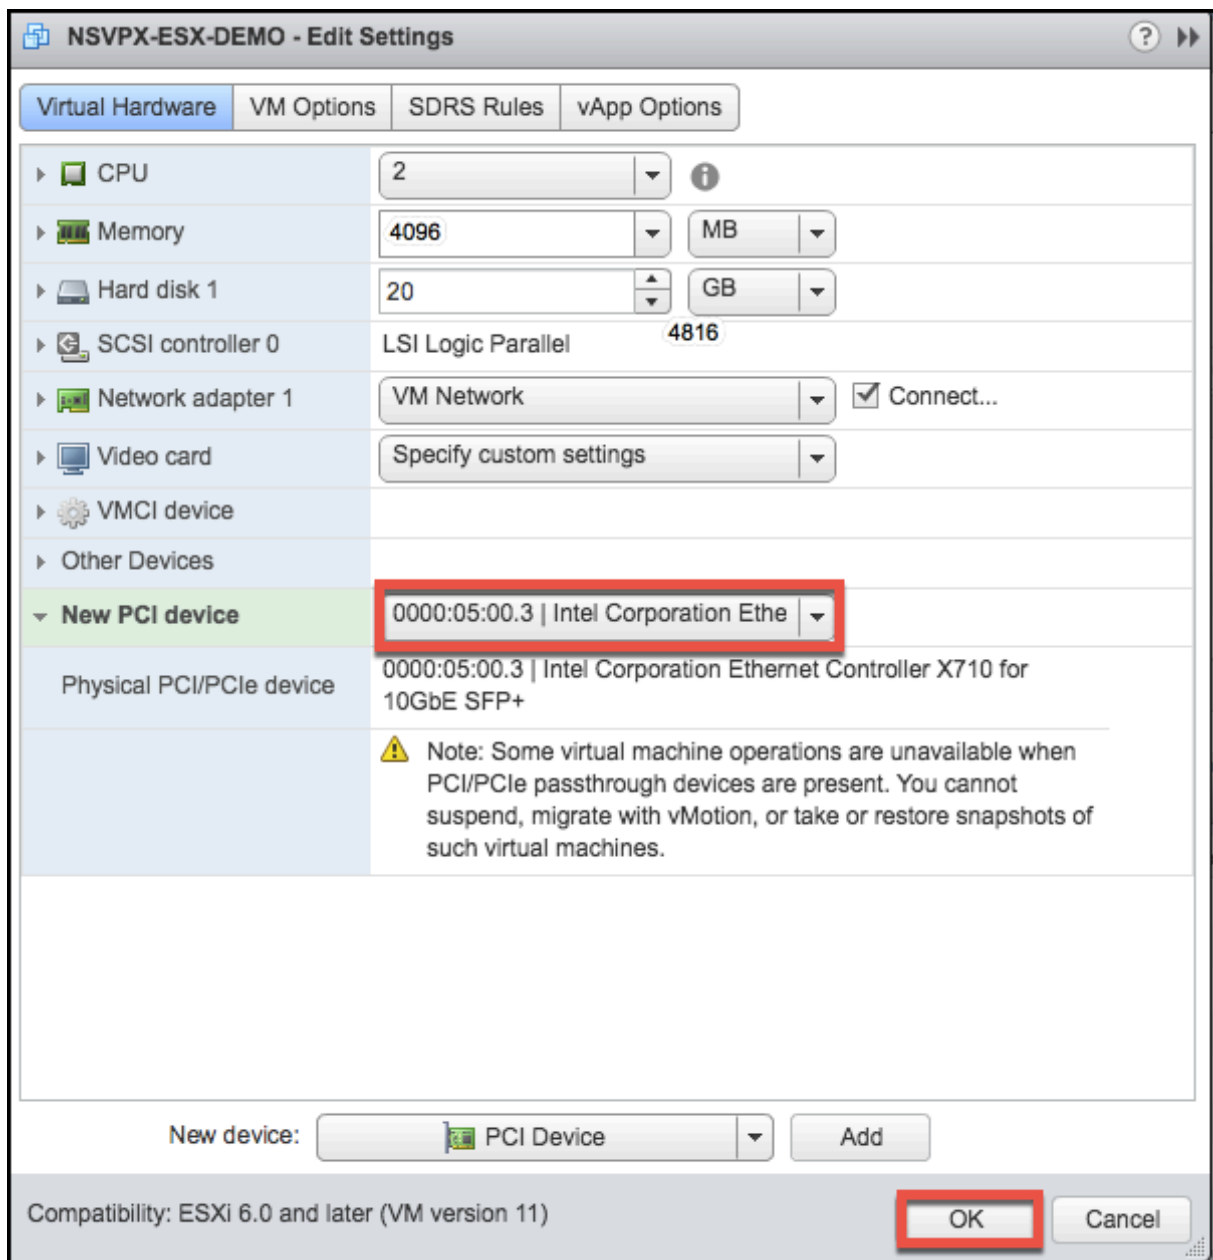 NSVPX-ESX-DEMO - Edit Settings ?
Virtual Hardware VM Options SDRS Rules vApp Options
CPU 2
Memory 4096 MB
Hard disk 1 20 GB
4816
SCSI controller 0 LSI Logic Parallel
Network adapter 1 VM Network Connect...
Video card Specify custom settings
VMCI device
Other Devices
New PCI device 0000:05:00.3 | Intel Corporation Ethe
Physical PCI/PCIe device 0000:05:00.3 | Intel Corporation Ethernet Controller X710 for
10GbE SFP+
Note: Some virtual machine operations are unavailable when
PCI/PCIe passthrough devices are present. You cannot
suspend, migrate with vMotion, or take or restore snapshots of
such virtual machines.
New device: PCI Device Add
Compatibility: ESXi 6.0 and later (VM version 11) OK Cancel